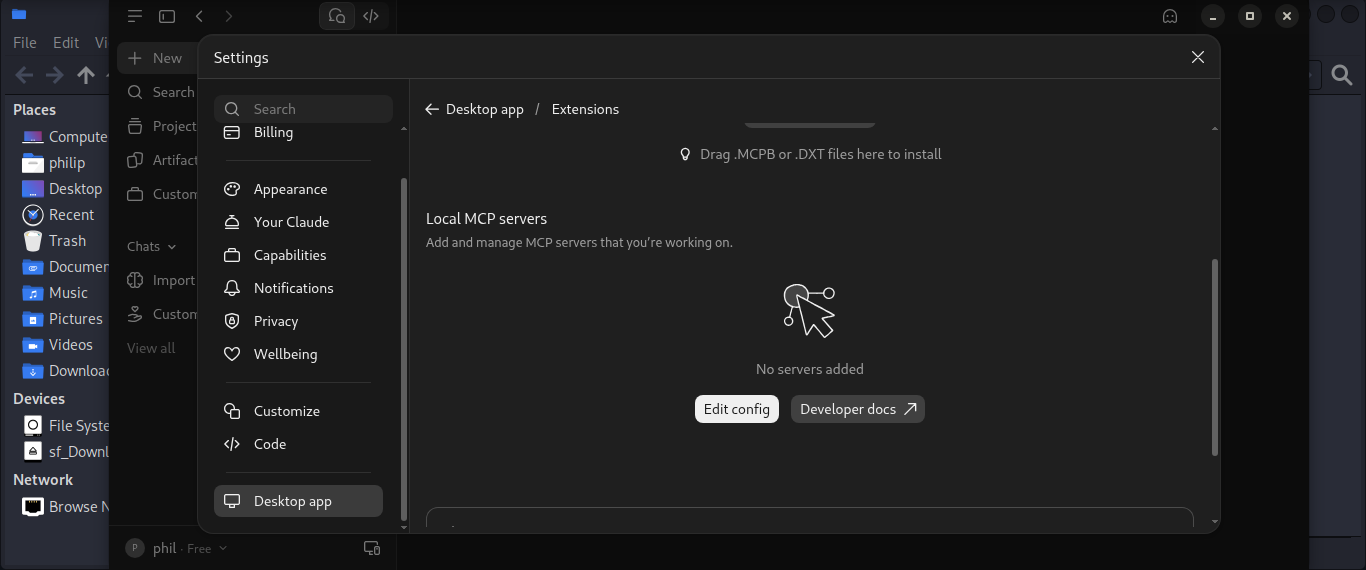 File Edit Vi
Places
Compute
philip
Desktop
Recent
Trash
Documen
Music
Pictures
Videos
Downloa
Devices
File Syste
sf_Downl
Network
Browse N
New
Search
Project
Artifact
Custom
Chats
Import
Custom
View all
P phil · Free
Settings
Search
Billing
Appearance
Your Claude
Capabilities
Notifications
Privacy
Wellbeing
Customize
Code
Desktop app
Desktop app / Extensions
Drag .MCPB or .DXT files here to install
Local MCP servers
Add and manage MCP servers that you’re working on.
No servers added
Edit config Developer docs